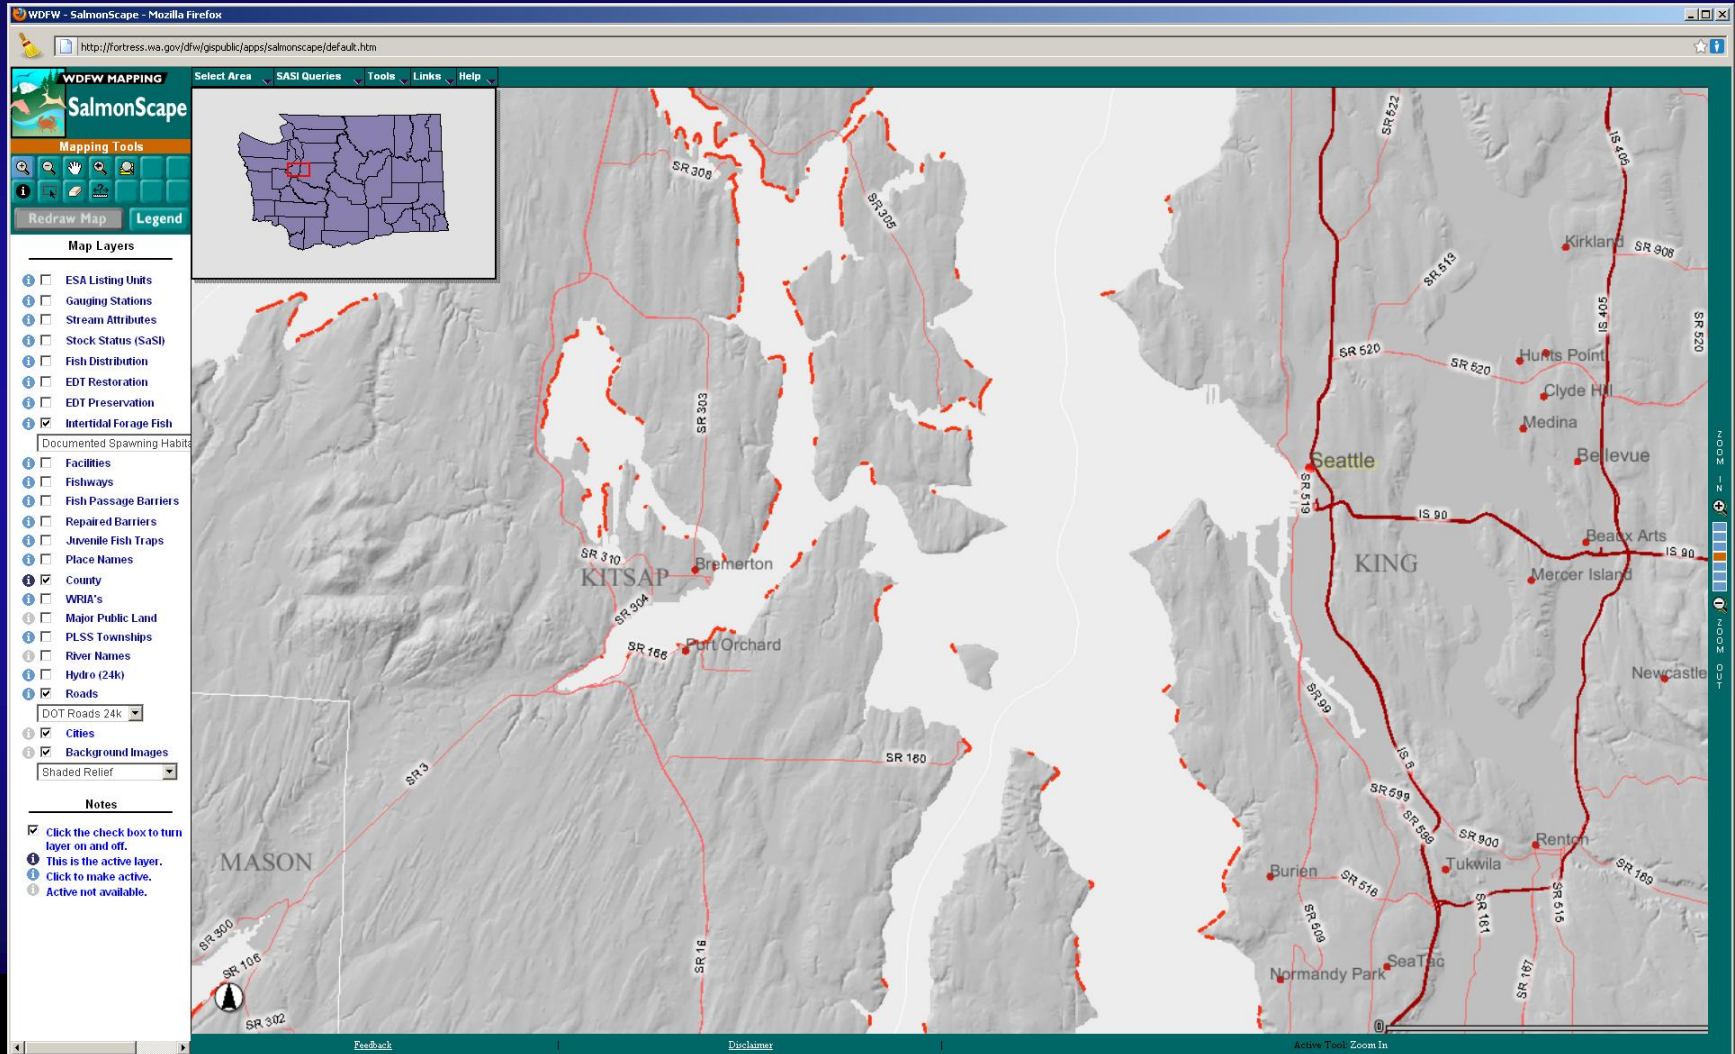 WDFW - SalmonScape - Mozilla Firefox
http://fortress.wa.gov/dfw/gispublic/apps/salmonscape/default.htm
WDFW MAPPING
SalmonScape
Select Area
SASI Queries
Tools
Links
Help
Mapping Tools
Redraw Map
Legend
Map Layers
ESA Listing Units
Gauging Stations
Stream Attributes
Stock Status (SaSI)
Fish Distribution
EDT Restoration
EDT Preservation
Intertidal Forage Fish
Documented Spawning Habita
Facilities
Fishways
Fish Passage Barriers
Repaired Barriers
Juvenile Fish Traps
Place Names
County
WRIA's
Major Public Land
PLSS Townships
River Names
Hydro (24k)
Roads
DOT Roads 24k
Cities
Background Images
Shaded Relief
Notes
Click the check box to turn
layer on and off.
This is the active layer.
Click to make active.
Active not available.
SR 308
SR 305
SR 303
SR 522
IS 405
Kirkland
SR 908
SR 513
IS 405
SR 520
SR 520
SR 520
Hunts Point
Clyde Hill
Medina
Bellevue
Seattle
SR 519
IS 90
Beaux Arts
IS 90
KING
Mercer Island
SR 310
KITSAP
Bremerton
SR 304
SR 166
Port Orchard
Newcastle
SR 99
SR 160
SR 3
IS 5
SR 599
SR 599
SR 900
Renton
MASON
Burien
SR 518
Tukwila
SR 169
SR 509
SR 181
SR 515
SR 300
SR 106
SR 16
SR 302
Normandy Park
SeaTac
SR 167
0
ZOOM IN
ZOOM OUT
Feedback
Disclaimer
Active Tool: Zoom In